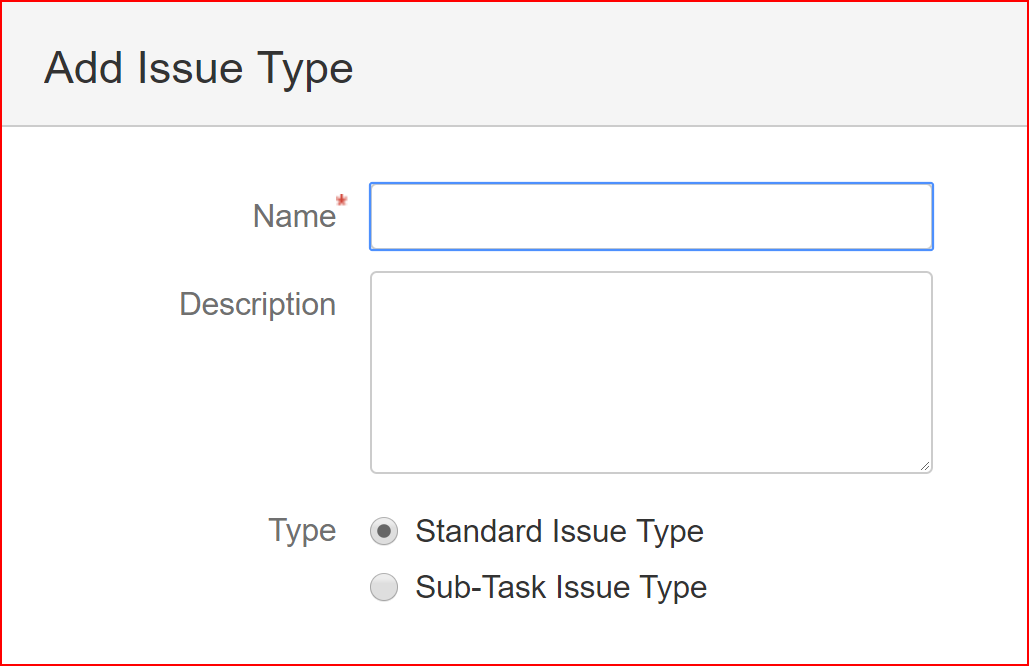 Add Issue Type
Name*
Description
Type
Standard Issue Type
Sub-Task Issue Type